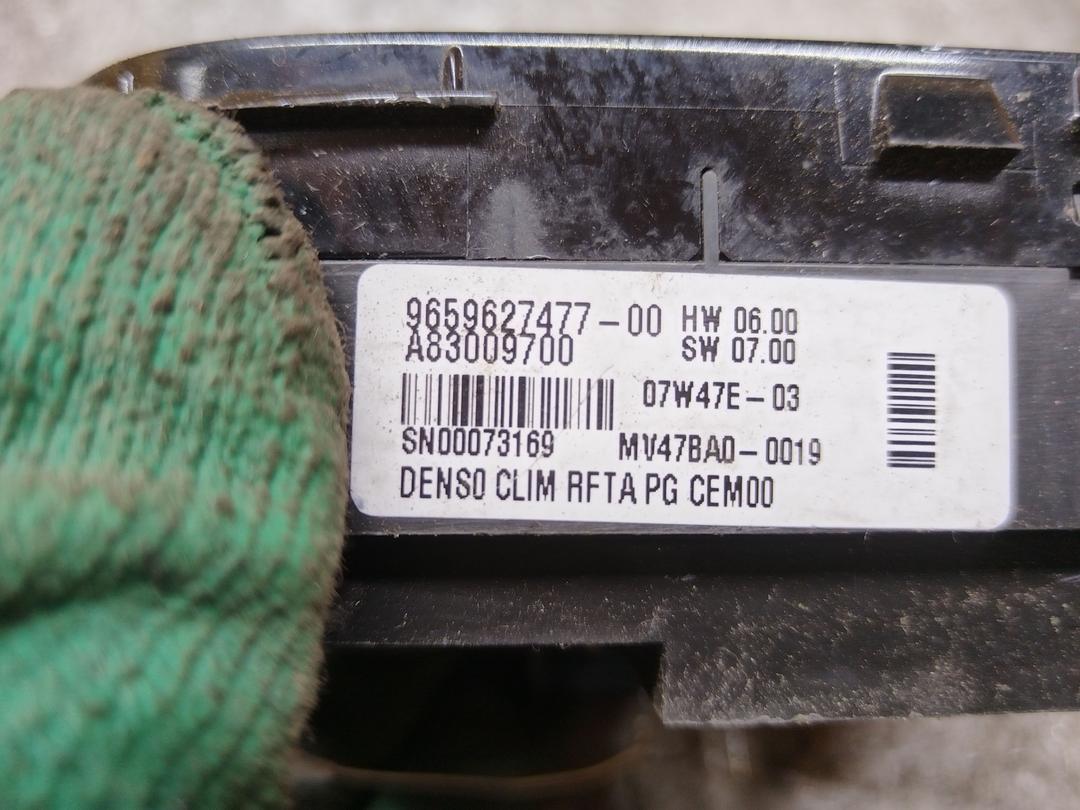 9659627477-00 HW 06.00
A83009700 SW 07.00
07W47E-03
SN00073169 MV47BA0-0019
DENSO CLIM RFTA PG CEM00